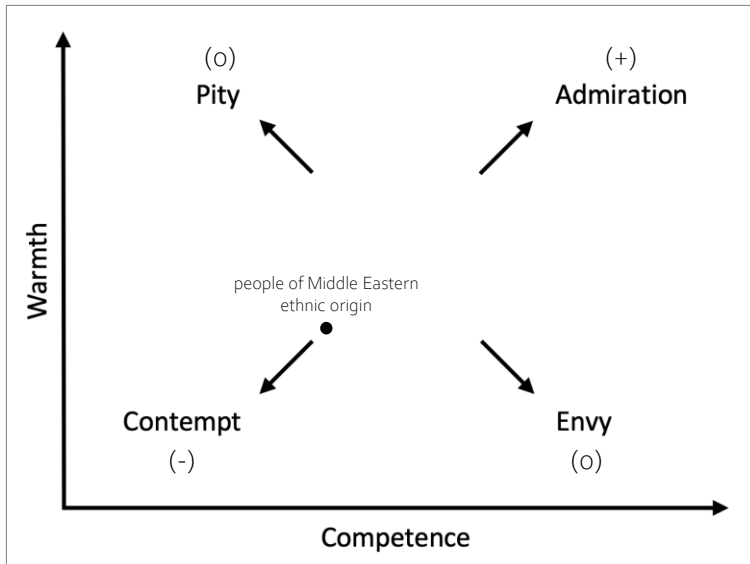 (0)
Pity
(+)
Admiration
Warmth
people of Middle Eastern
ethnic origin
Contempt
(-)
Envy
(0)
Competence